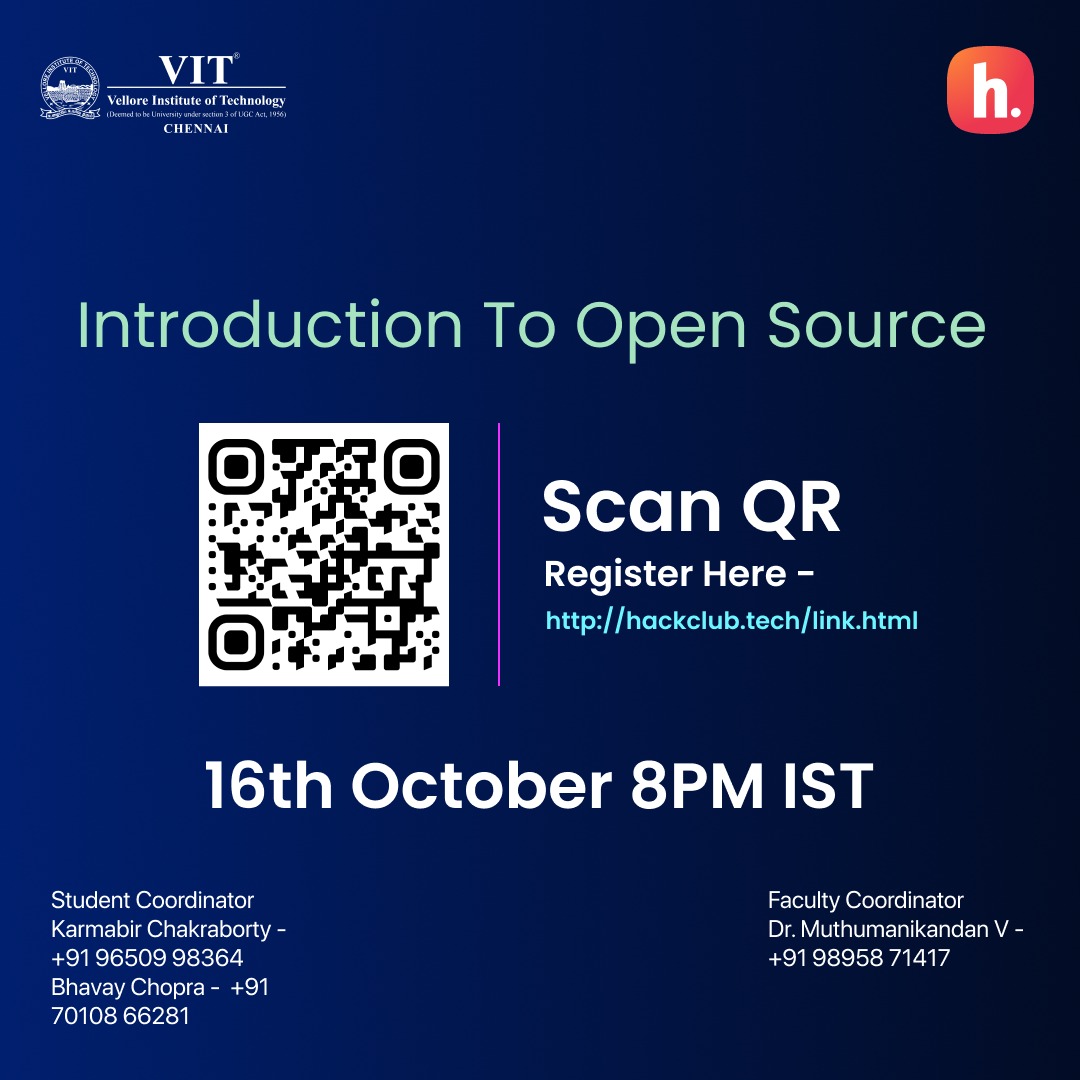 VIT®
Vellore Institute of Technology
(Deemed to be University under section 3 of UGC Act, 1956)
CHENNAI
h.
Introduction To Open Source
Scan QR
Register Here -
http://hackclub.tech/link.html
16th October 8PM IST
Student Coordinator
Karmabir Chakraborty -
+91 96509 98364
Bhavay Chopra -  +91
70108 66281
Faculty Coordinator
Dr. Muthumanikandan V -
+91 98958 71417